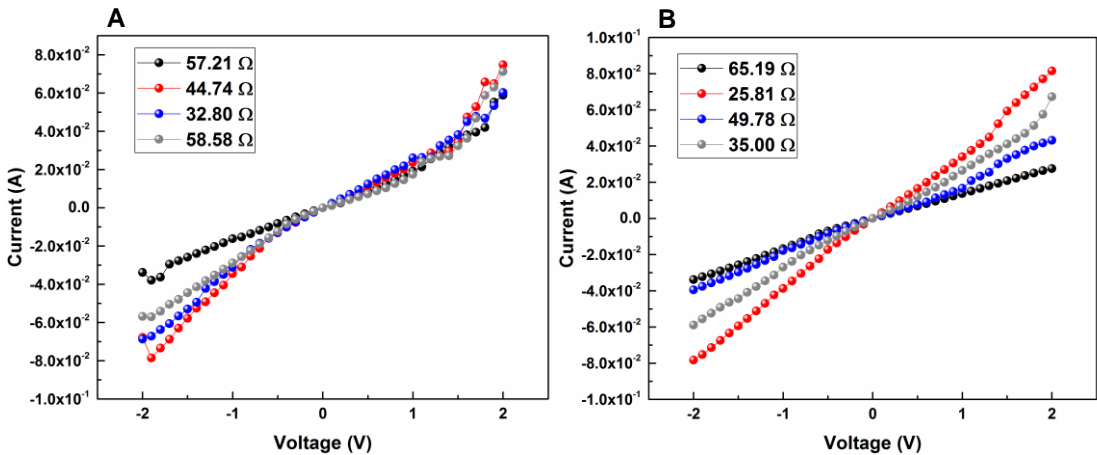 A
57.21 Ω
44.74 Ω
32.80 Ω
58.58 Ω
8.0x10⁻²
6.0x10⁻²
4.0x10⁻²
2.0x10⁻²
0.0
-2.0x10⁻²
-4.0x10⁻²
-6.0x10⁻²
-8.0x10⁻²
-1.0x10⁻¹
Current (A)
-2 -1 0 1 2
Voltage (V)
B
65.19 Ω
25.81 Ω
49.78 Ω
35.00 Ω
1.0x10⁻¹
8.0x10⁻²
6.0x10⁻²
4.0x10⁻²
2.0x10⁻²
0.0
-2.0x10⁻²
-4.0x10⁻²
-6.0x10⁻²
-8.0x10⁻²
-1.0x10⁻¹
Current (A)
-2 -1 0 1 2
Voltage (V)